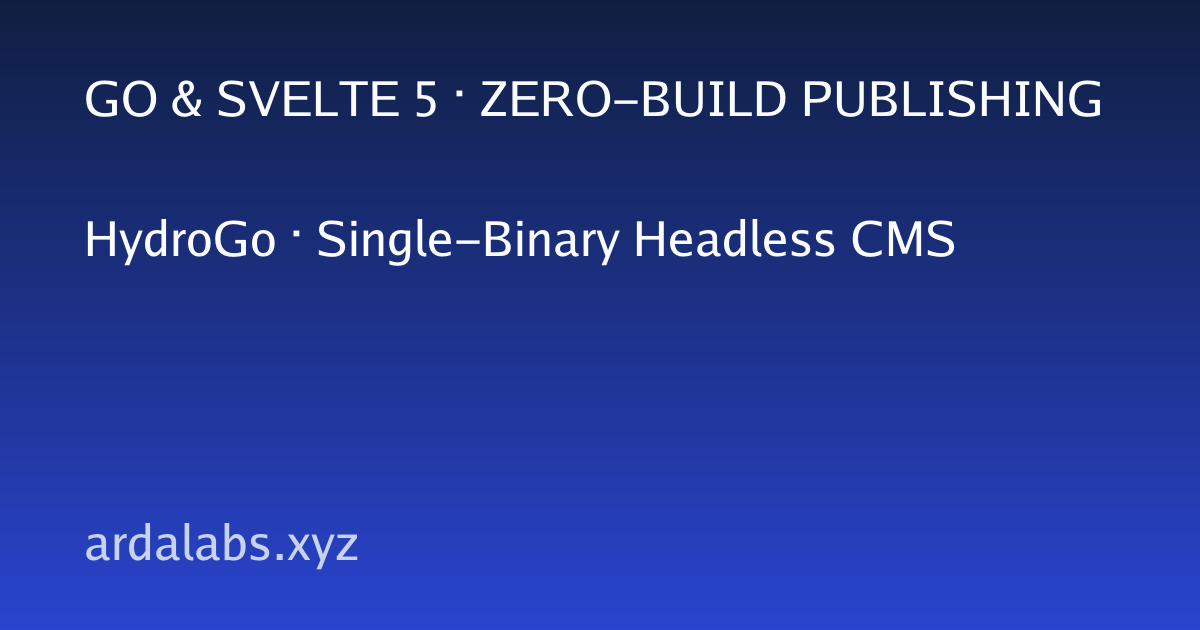 GO & SVELTE 5 · ZERO–BUILD PUBLISHING
HydroGo · Single–Binary Headless CMS
ardalabs.xyz